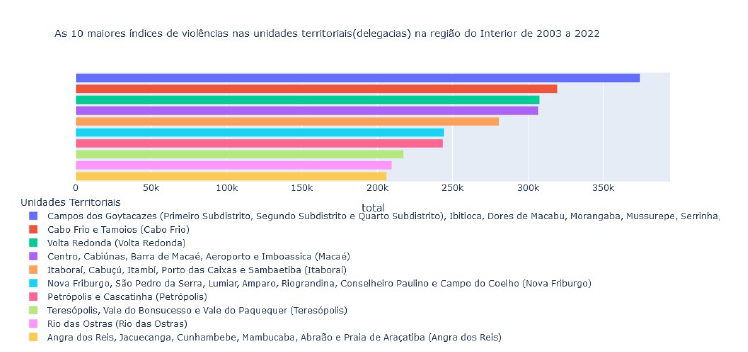 As 10 maiores índices de violências nas unidades territoriais(delegacias) na região do Interior de 2003 a 2022
0 50k 100k 150k 200k 250k 300k 350k
total
Unidades Territoriais
Campos dos Goytacazes (Primeiro Subdistrito, Segundo Subdistrito e Quarto Subdistrito), Ibitioca, Dores de Macabu, Morangaba, Mussurepe, Serrinha,
Cabo Frio e Tamoios (Cabo Frio)
Volta Redonda (Volta Redonda)
Centro, Cabiúnas, Barra de Macaé, Aeroporto e Imboassica (Macaé)
Itaboraí, Cabuçú, Itambí, Porto das Caixas e Sambaetiba (Itaboraí)
Nova Friburgo, São Pedro da Serra, Lumiar, Amparo, Riograndina, Conselheiro Paulino e Campo do Coelho (Nova Friburgo)
Petrópolis e Cascatinha (Petrópolis)
Teresópolis, Vale do Bonsucesso e Vale do Paquequer (Teresópolis)
Rio das Ostras (Rio das Ostras)
Angra dos Reis, Jacuecanga, Cunhambebe, Mambucaba, Abraão e Praia de Araçatiba (Angra dos Reis)